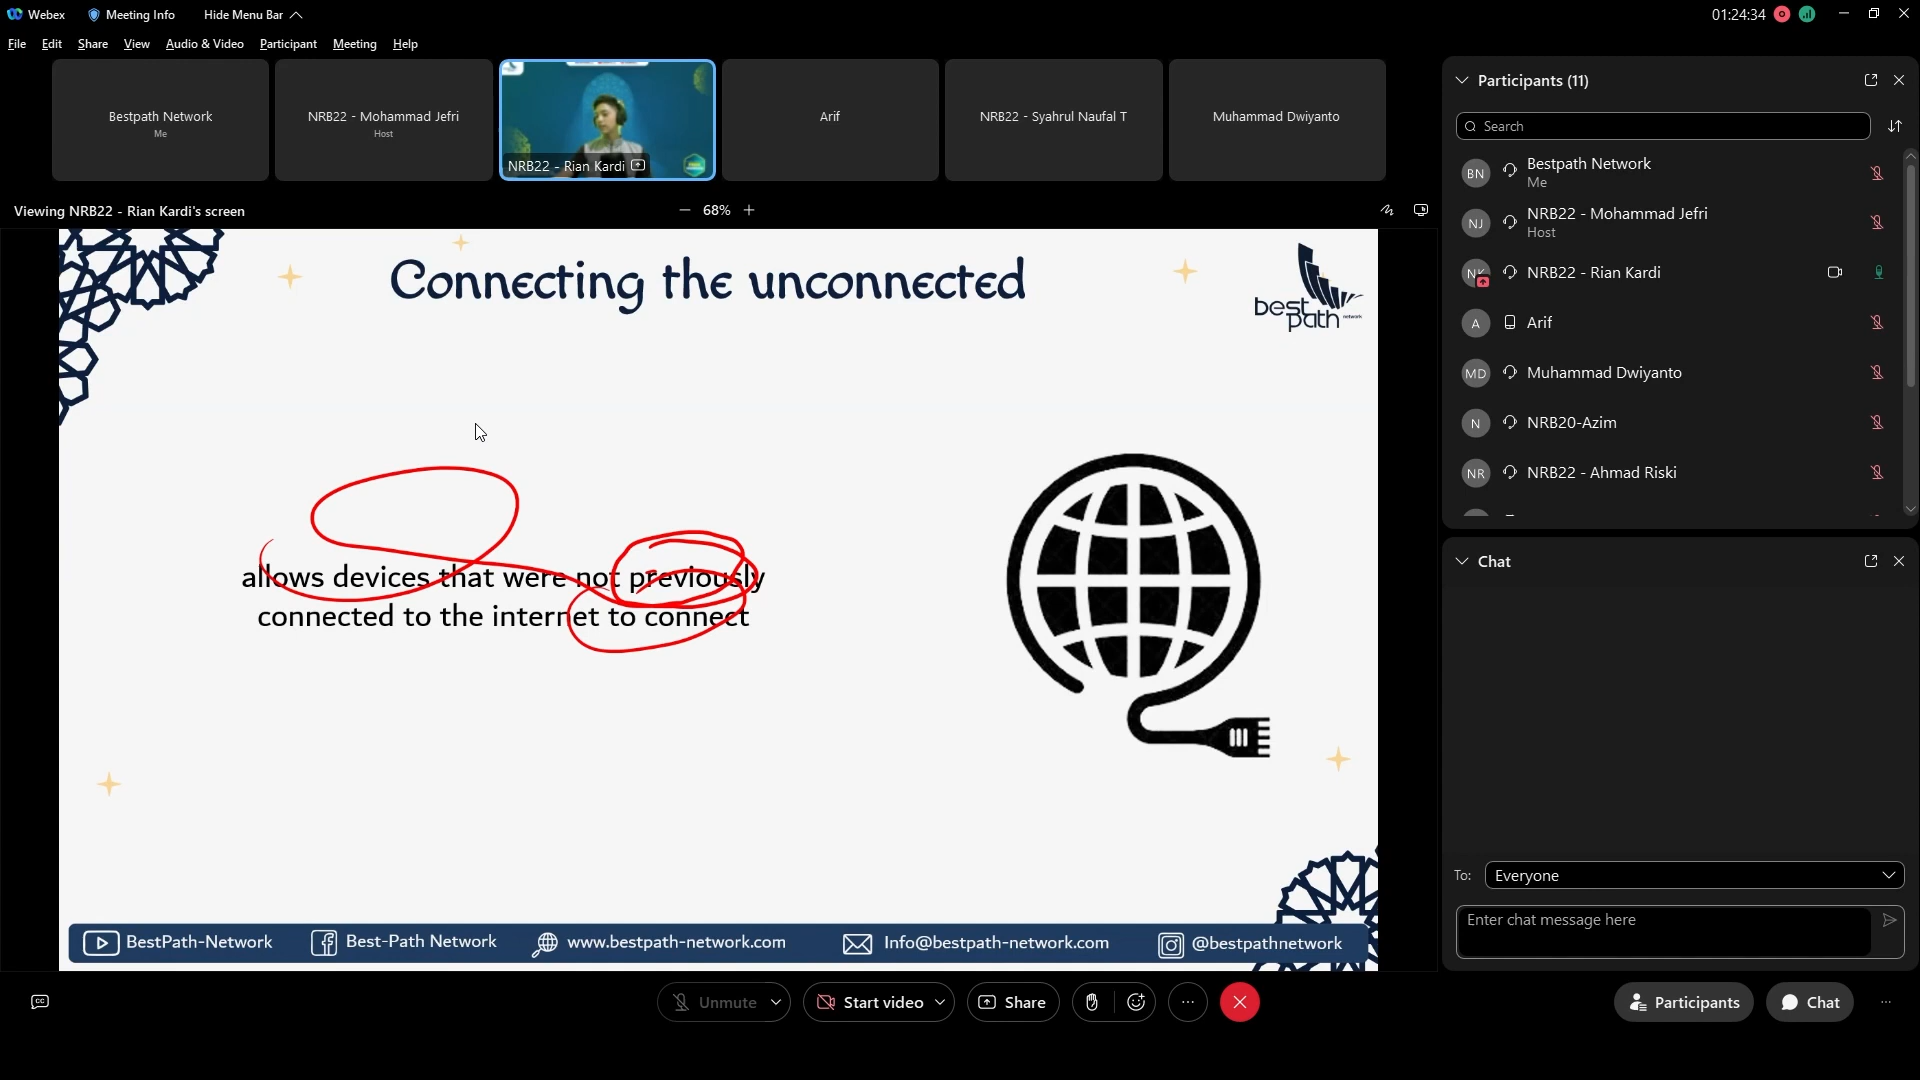 Webex
Meeting Info
Hide Menu Bar
01:24:34
File Edit Share View Audio & Video Participant Meeting Help
Bestpath Network
Me
NRB22 - Mohammad Jefri
Host
NRB22 - Rian Kardi
Arif
NRB22 - Syahrul Naufal T
Muhammad Dwiyanto
Viewing NRB22 - Rian Kardi's screen
68%
Connecting the unconnected
best
path
network
allows devices that were not previously
connected to the internet to connect
BestPath-Network
Best-Path Network
www.bestpath-network.com
Info@bestpath-network.com
@bestpathnetwork
Participants (11)
Search
BN
Bestpath Network
Me
NJ
NRB22 - Mohammad Jefri
Host
NK
NRB22 - Rian Kardi
A
Arif
MD
Muhammad Dwiyanto
N
NRB20-Azim
NR
NRB22 - Ahmad Riski
Chat
To:
Everyone
Enter chat message here
CC
Unmute
Start video
Share
Participants
Chat